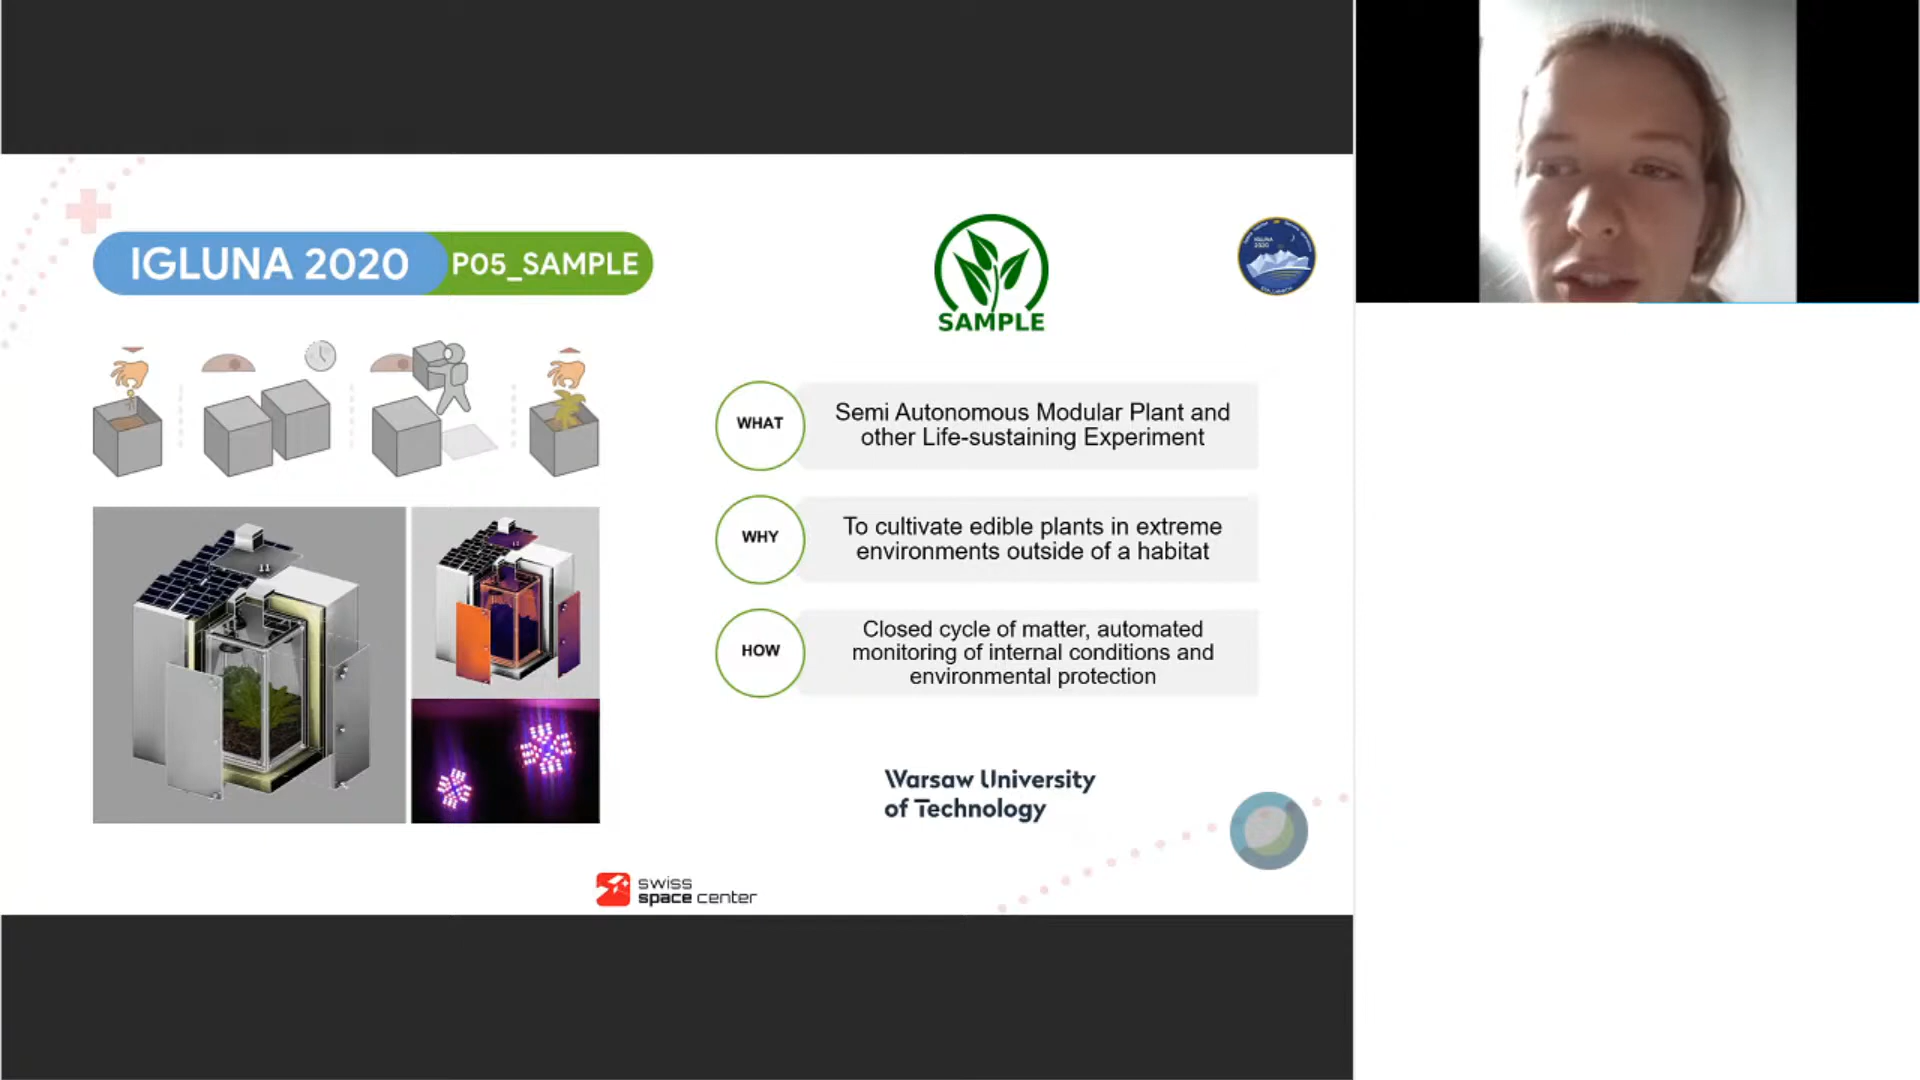 IGLUNA 2020
P05_SAMPLE
SAMPLE
IGLUNA
2020
WHAT
Semi Autonomous Modular Plant and
other Life-sustaining Experiment
WHY
To cultivate edible plants in extreme
environments outside of a habitat
HOW
Closed cycle of matter, automated
monitoring of internal conditions and
environmental protection
Warsaw University
of Technology
swiss
space center